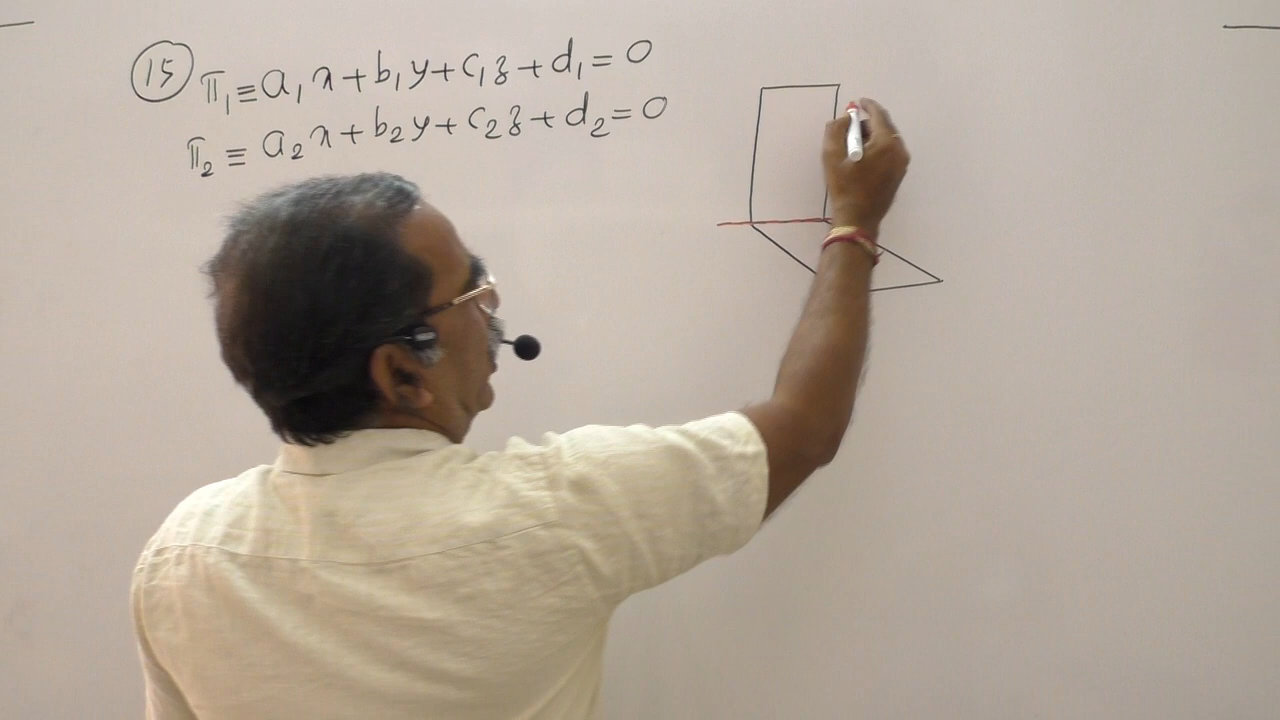 (15) π₁ ≡ a₁x + b₁y + c₁z + d₁ = 0
π₂ ≡ a₂x + b₂y + c₂z + d₂ = 0